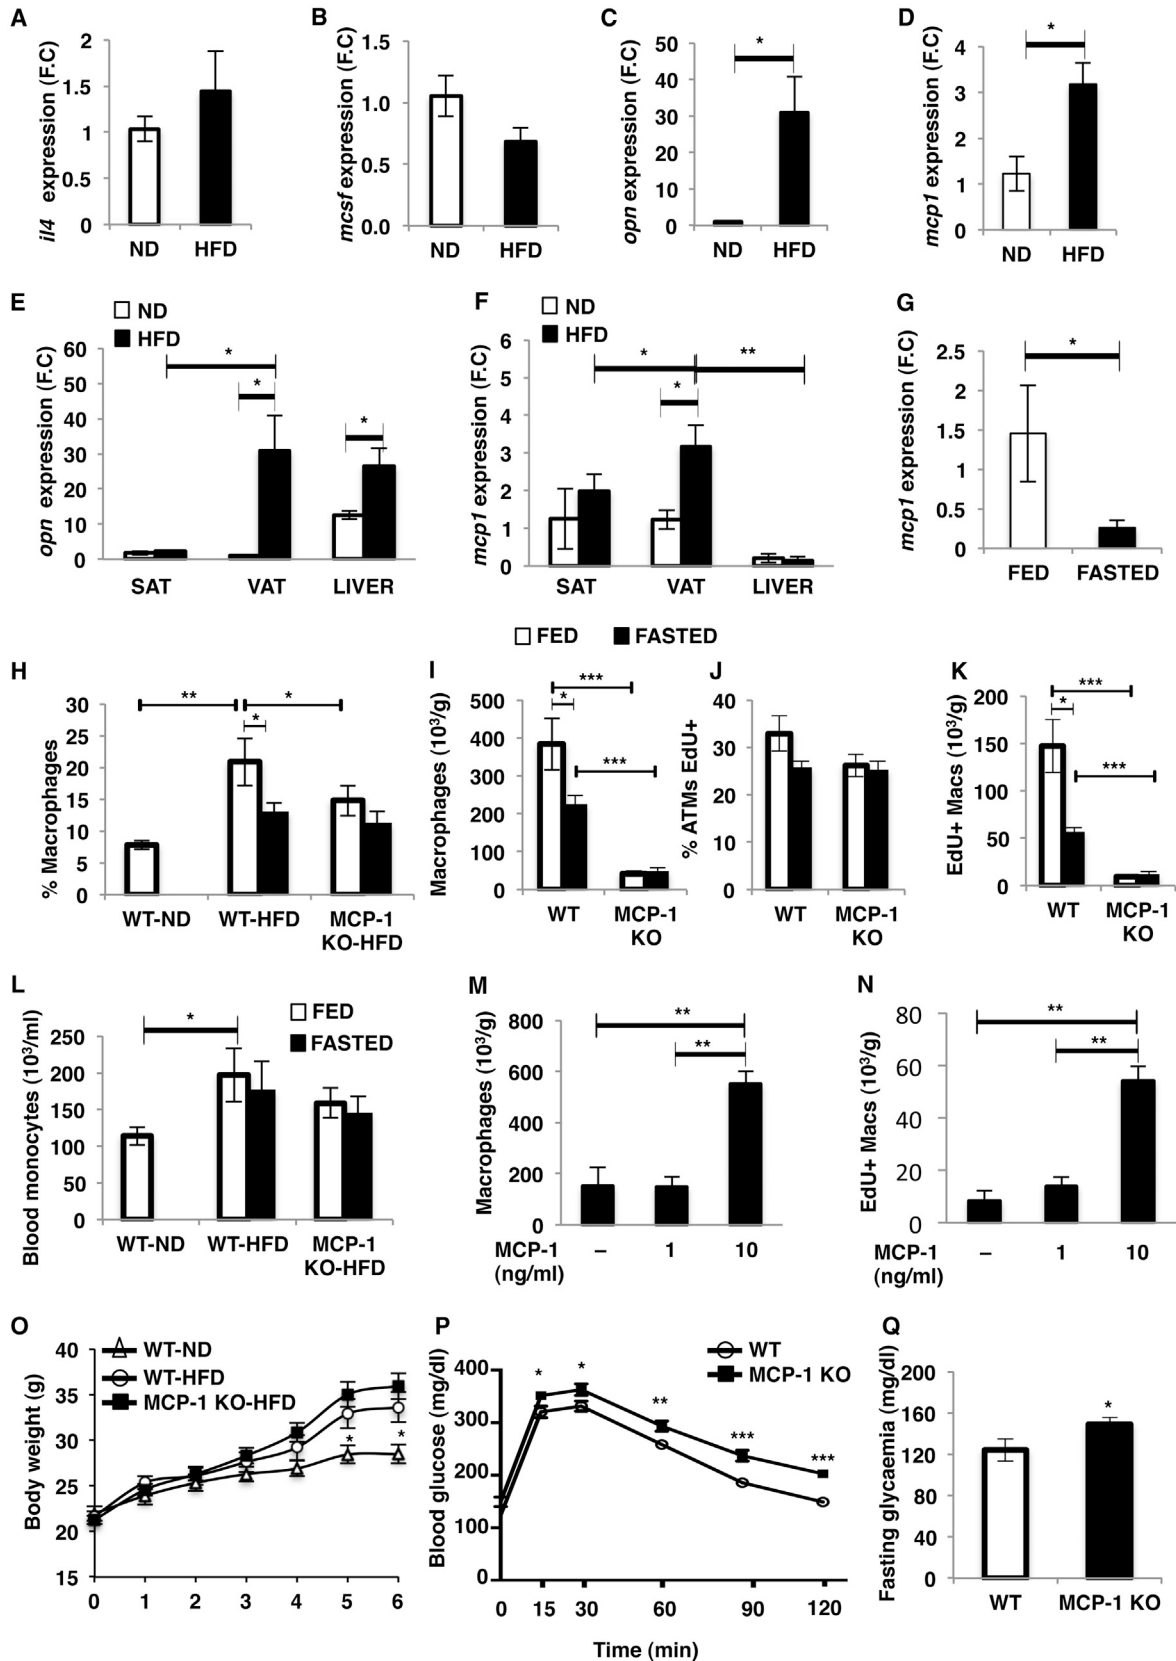 A
il4 expression (F.C)
2
1.5
1
0.5
0
ND HFD
B
mcsf expression (F.C)
1.5
1.0
0.5
0.0
ND HFD
C
opn expression (F.C)
50
40
30
20
10
0
*
ND HFD
D
mcp1 expression (F.C)
4
3
2
1
0
*
ND HFD
E
ND
HFD
opn expression (F.C)
60
50
40
30
20
10
0
*
*
*
SAT VAT LIVER
F
ND
HFD
mcp1 expression (F.C)
6
5
4
3
2
1
0
* **
*
SAT VAT LIVER
G
mcp1 expression (F.C)
2.5
2
1.5
1
0.5
0
*
FED FASTED
FED FASTED
H
% Macrophages
30
25
20
15
10
5
0
** *
*
WT-ND WT-HFD MCP-1
KO-HFD
I
Macrophages (10³/g)
500
400
300
200
100
0
***
*
***
WT MCP-1
KO
J
% ATMs EdU+
40
30
20
10
0
WT MCP-1
KO
K
EdU+ Macs (10³/g)
200
150
100
50
0
***
*
***
WT MCP-1
KO
L
FED
FASTED
Blood monocytes (10³/ml)
250
200
150
100
50
0
*
WT-ND WT-HFD MCP-1
KO-HFD
M
Macrophages (10³/g)
800
600
400
200
0
**
**
MCP-1 – 1 10
(ng/ml)
N
EdU+ Macs (10³/g)
80
60
40
20
0
**
**
MCP-1 – 1 10
(ng/ml)
O
WT-ND
WT-HFD
MCP-1 KO-HFD
Body weight (g)
40
35
30
25
20
15
* *
0 1 2 3 4 5 6
P
WT
MCP-1 KO
Blood glucose (mg/dl)
400
300
200
100
0
* * ** *** ***
0 15 30 60 90 120
Time (min)
Q
Fasting glycaemia (mg/dl)
200
160
120
80
40
0
*
WT MCP-1 KO